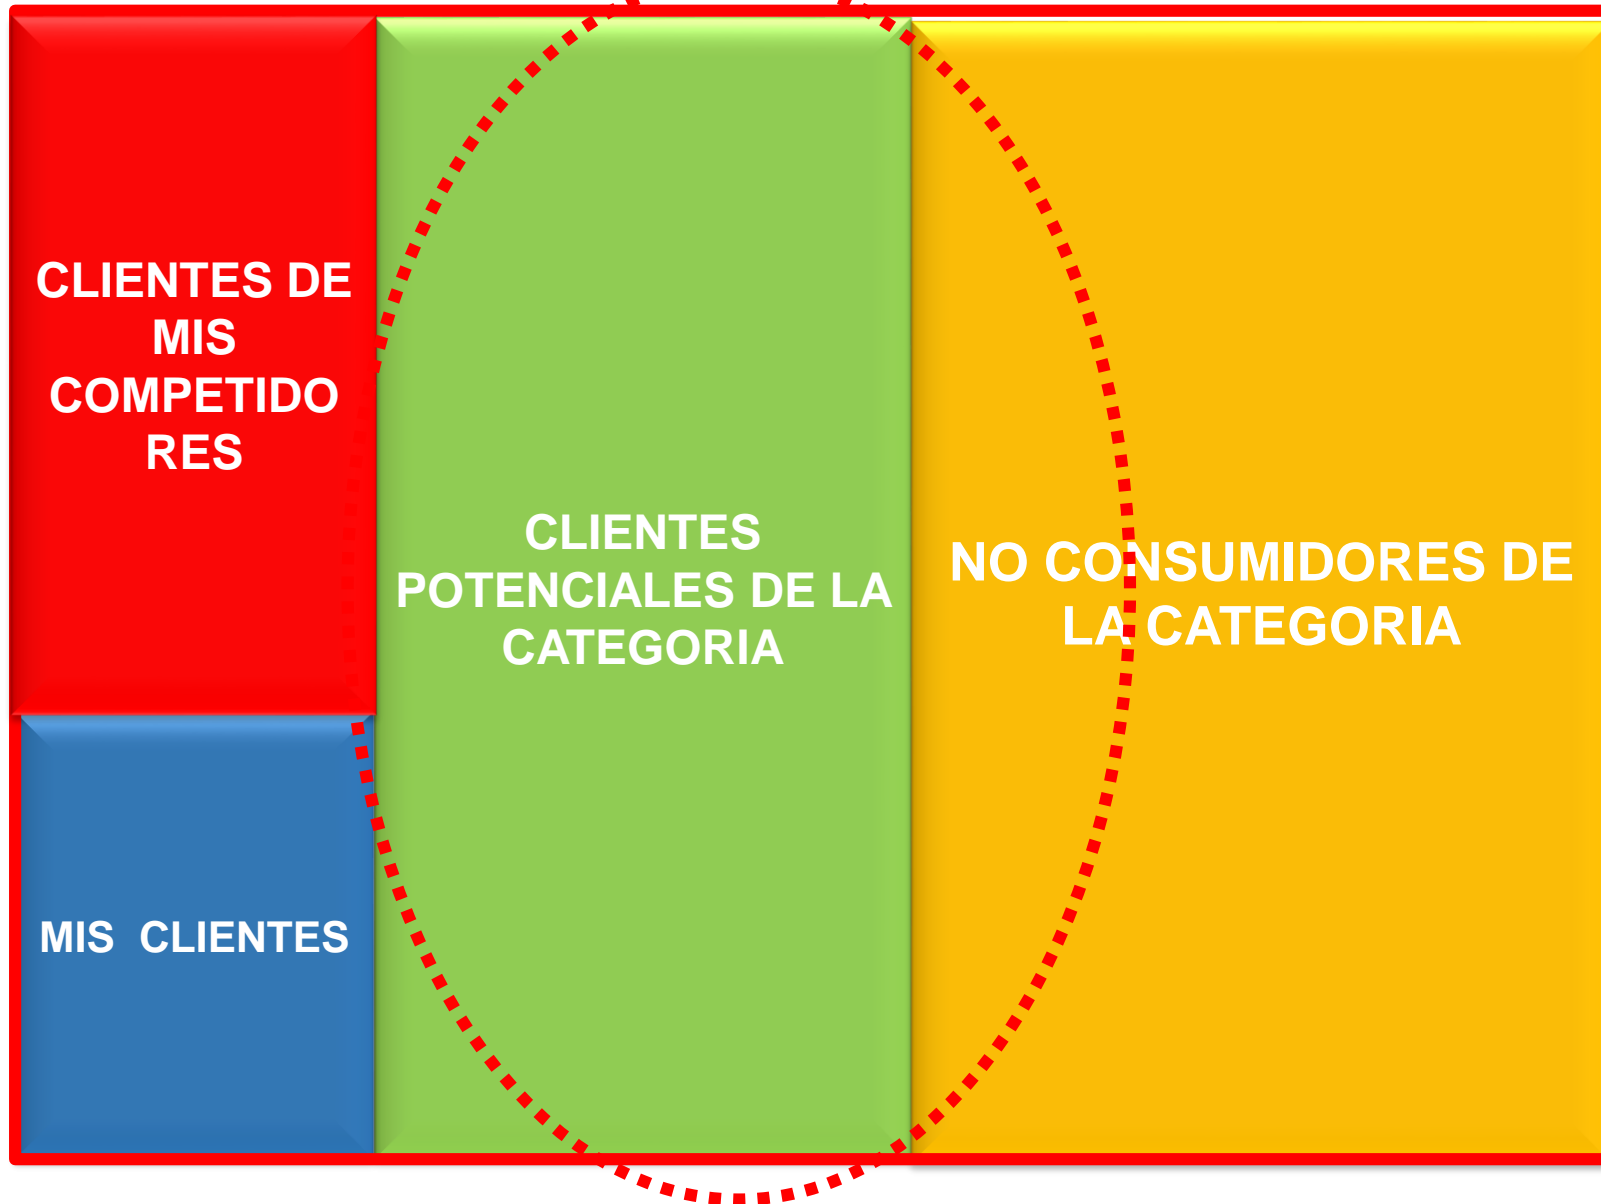 CLIENTES DE
MIS
COMPETIDO
RES
MIS CLIENTES
CLIENTES
POTENCIALES DE LA
CATEGORIA
NO CONSUMIDORES DE
LA CATEGORIA